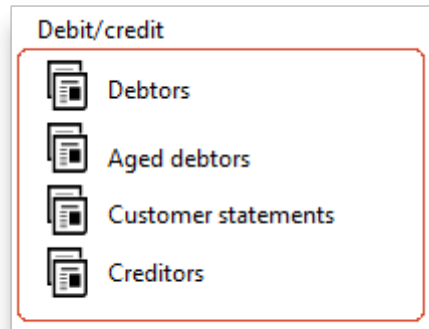 Debit/credit
Debtors
Aged debtors
Customer statements
Creditors